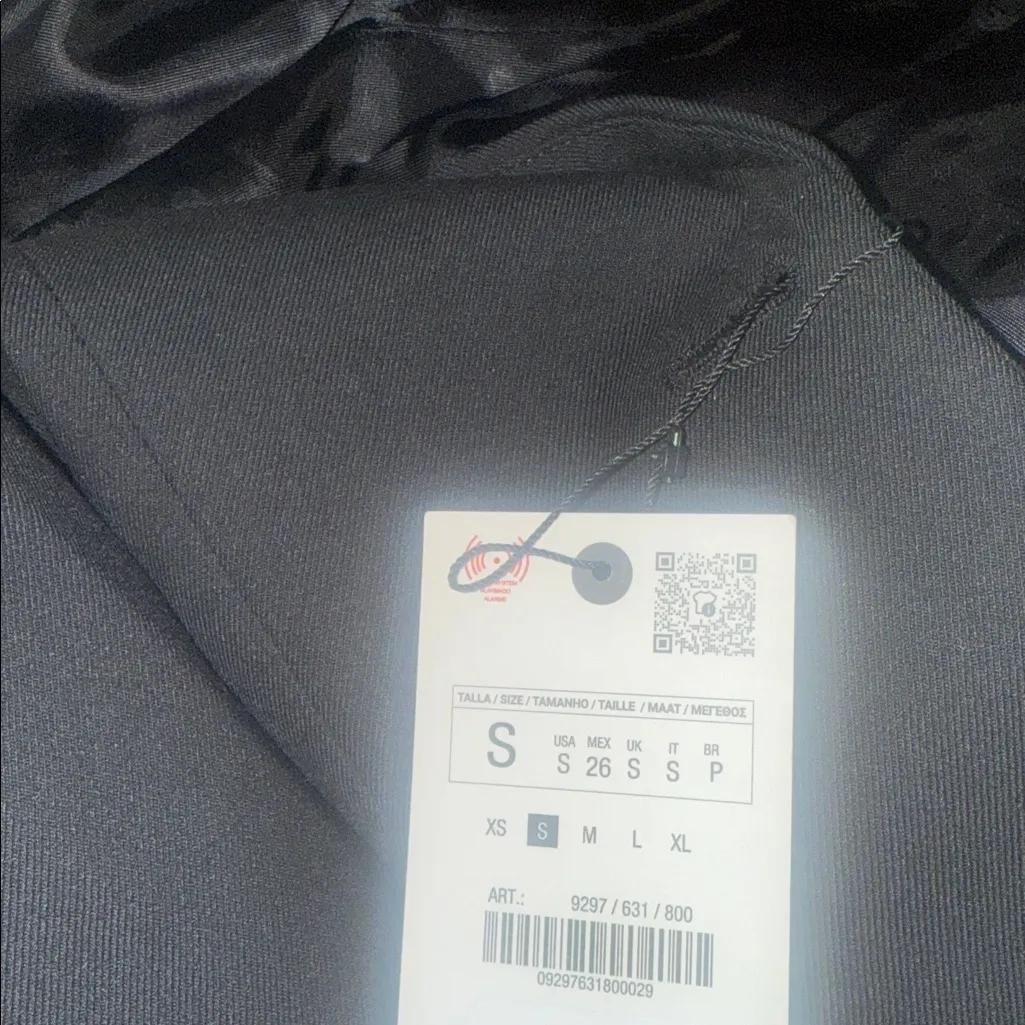 ALARMS
TALLA / SIZE / TAMANHO / TAILLE / MAAT / ΜΕΓΕΘΟΣ
S
USA MEX UK IT BR
S 26 S S P
XS S M L XL
ART.: 9297 / 631 / 800
09297631800029